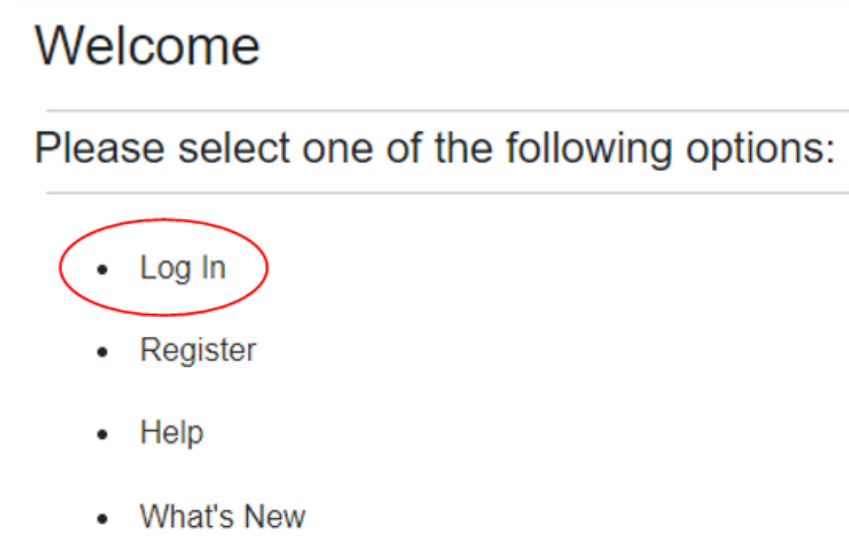 Welcome
Please select one of the following options:
• Log In
• Register
• Help
• What's New